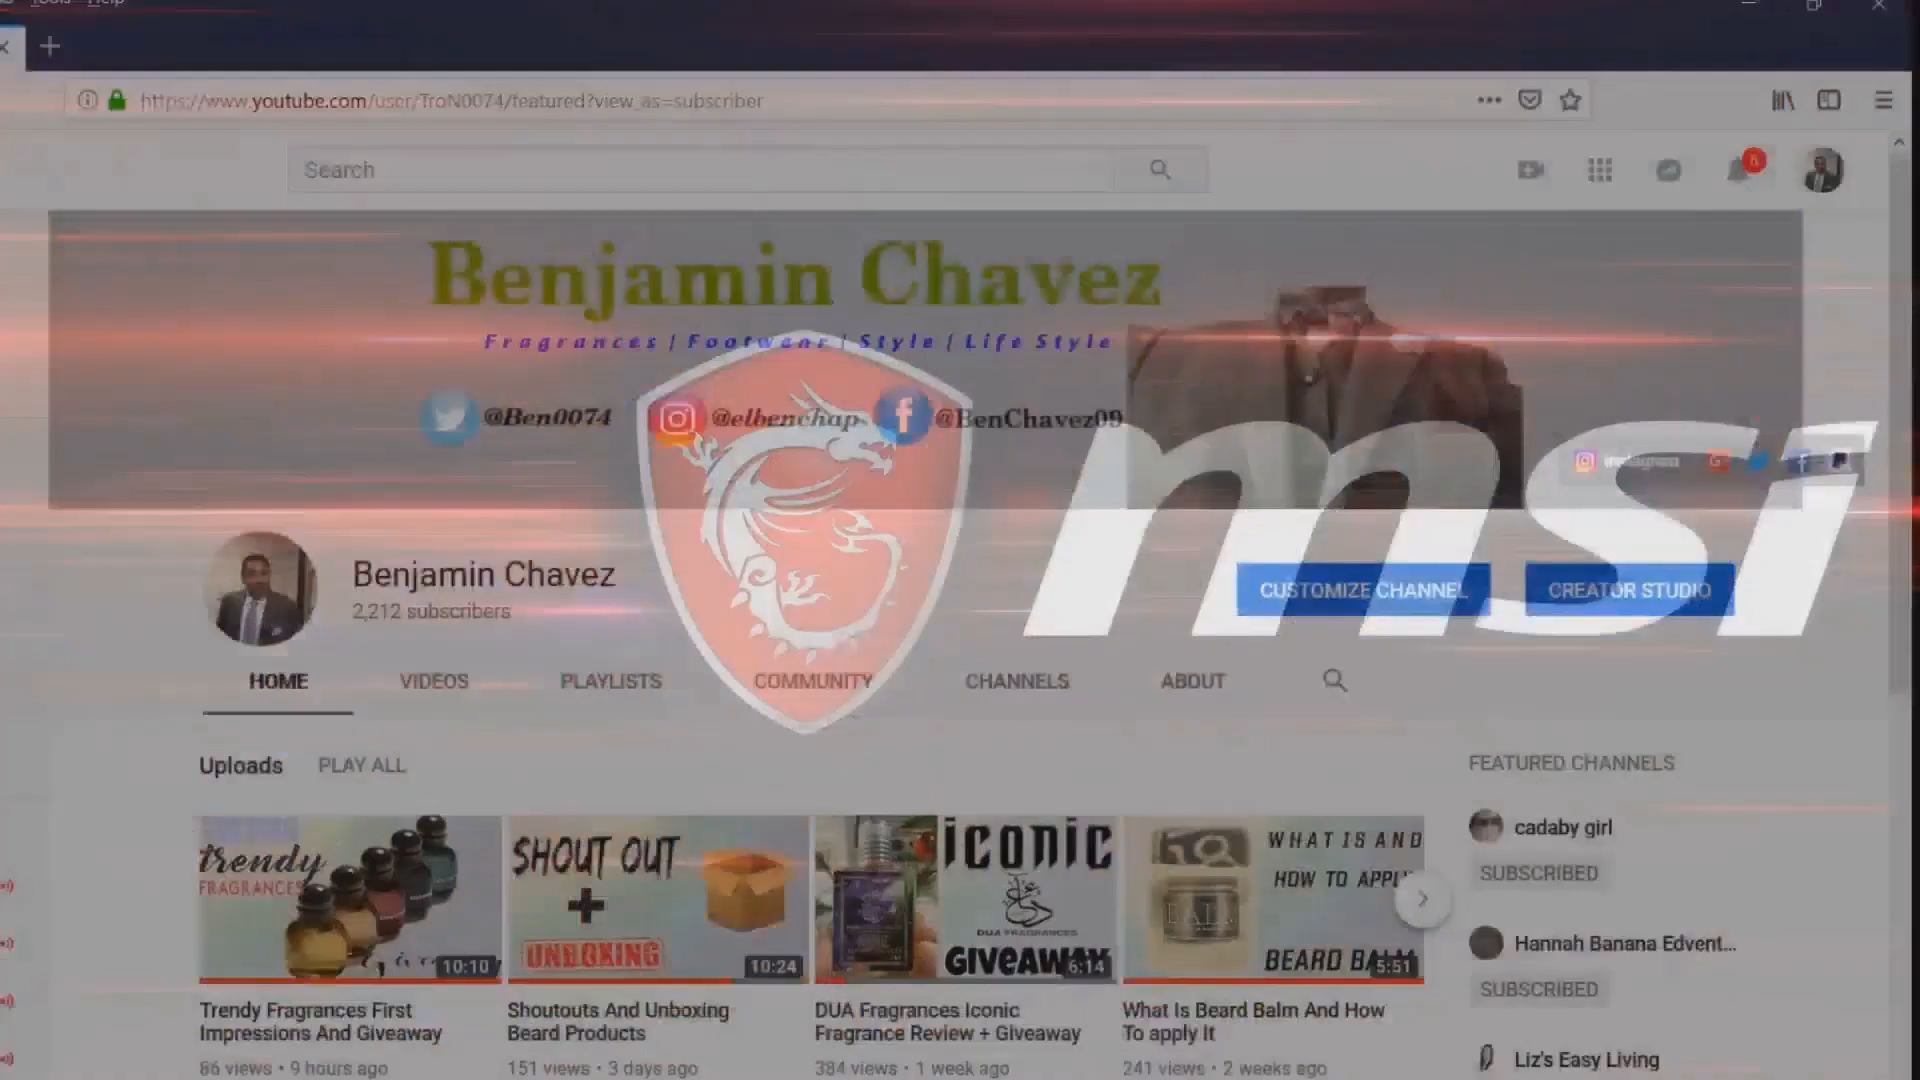 Tools Help
https://www.youtube.com/user/TroN0074/featured?view_as=subscriber
Search
Benjamin Chavez
Fragrances | Footwear | Style | Life Style
@Ben0074 @elbenchap @BenChavez09
msi
Instagram
Benjamin Chavez
2,212 subscribers
CUSTOMIZE CHANNEL CREATOR STUDIO
HOME VIDEOS PLAYLISTS COMMUNITY CHANNELS ABOUT
Uploads PLAY ALL
FEATURED CHANNELS
trendy
FRAGRANCES
10:10
SHOUT OUT
+
UNBOXING
10:24
ICONIC
DUA FRAGRANCES
GIVEAWAY
6:14
WHAT IS AND
HOW TO APPLY
BALM
BEARD BALM
5:51
cadaby girl
SUBSCRIBED
Hannah Banana Edvent...
SUBSCRIBED
Liz's Easy Living
Trendy Fragrances First
Impressions And Giveaway
86 views • 9 hours ago
Shoutouts And Unboxing
Beard Products
151 views • 3 days ago
DUA Fragrances Iconic
Fragrance Review + Giveaway
384 views • 1 week ago
What Is Beard Balm And How
To apply It
241 views • 2 weeks ago